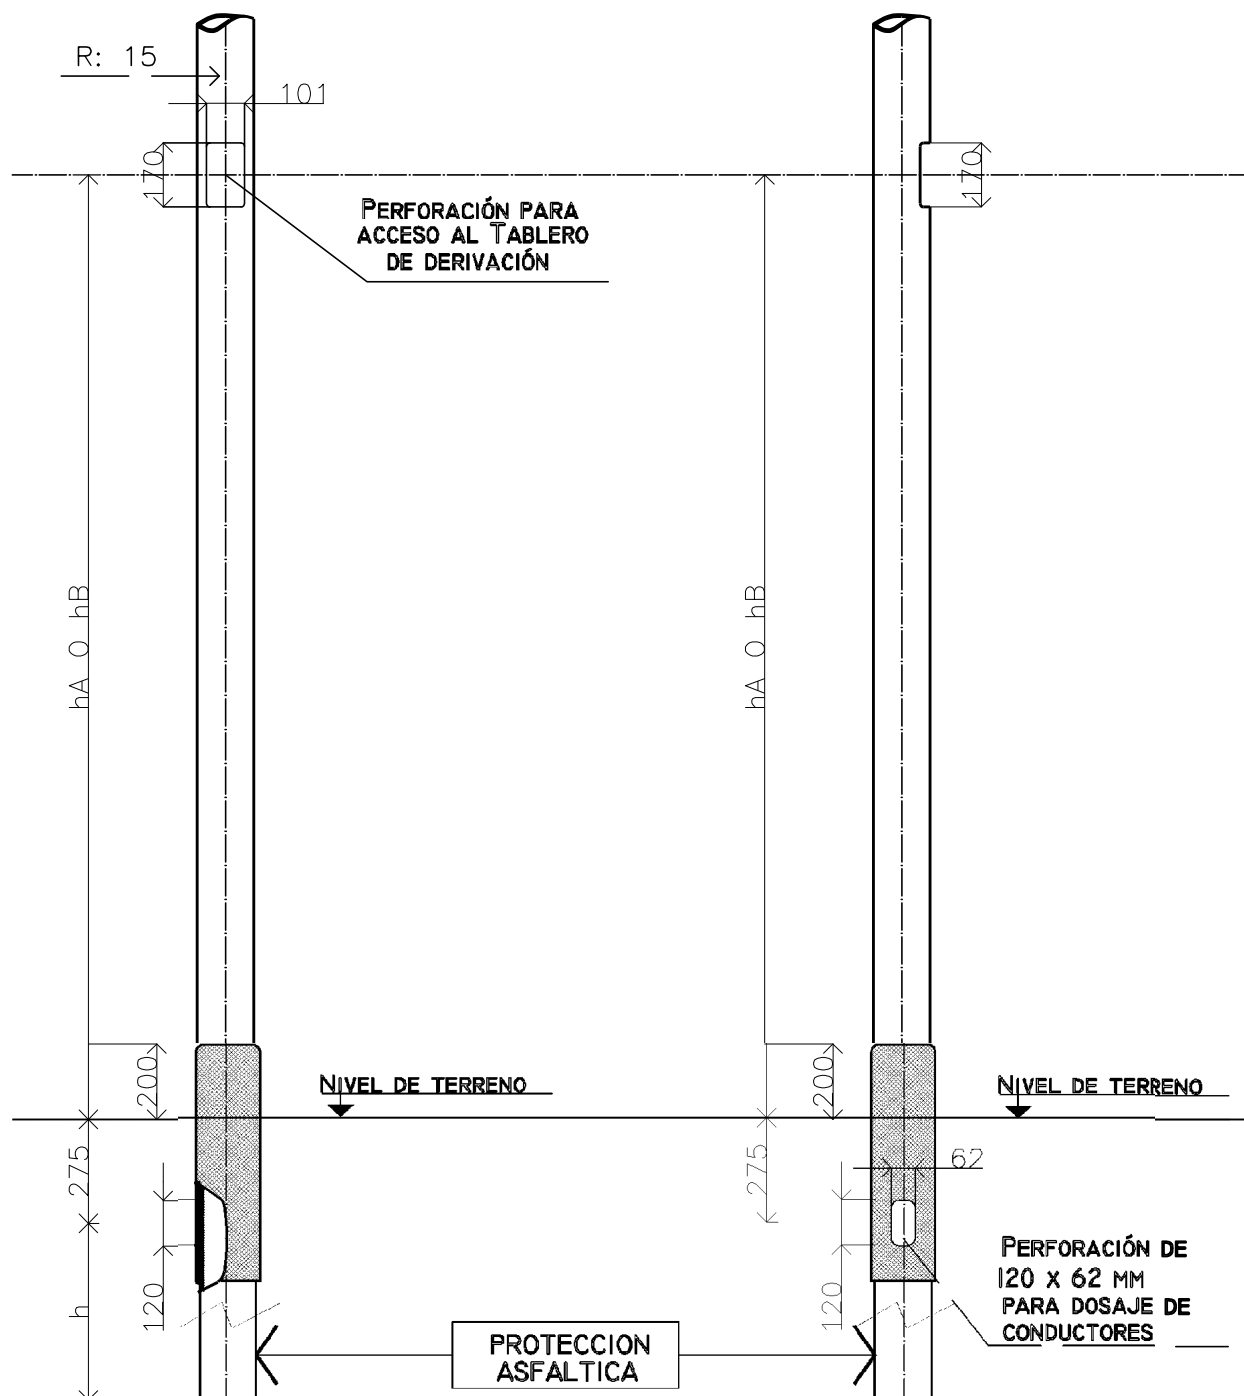 R: 15
101
170
170
PERFORACIÓN PARA
ACCESO AL TABLERO
DE DERIVACIÓN
hA O hB
hA O hB
200
NIVEL DE TERRENO
200
NIVEL DE TERRENO
275
275
62
120
120
h
PERFORACIÓN DE
120 X 62 MM
PARA DOSAJE DE
CONDUCTORES
PROTECCION
ASFALTICA